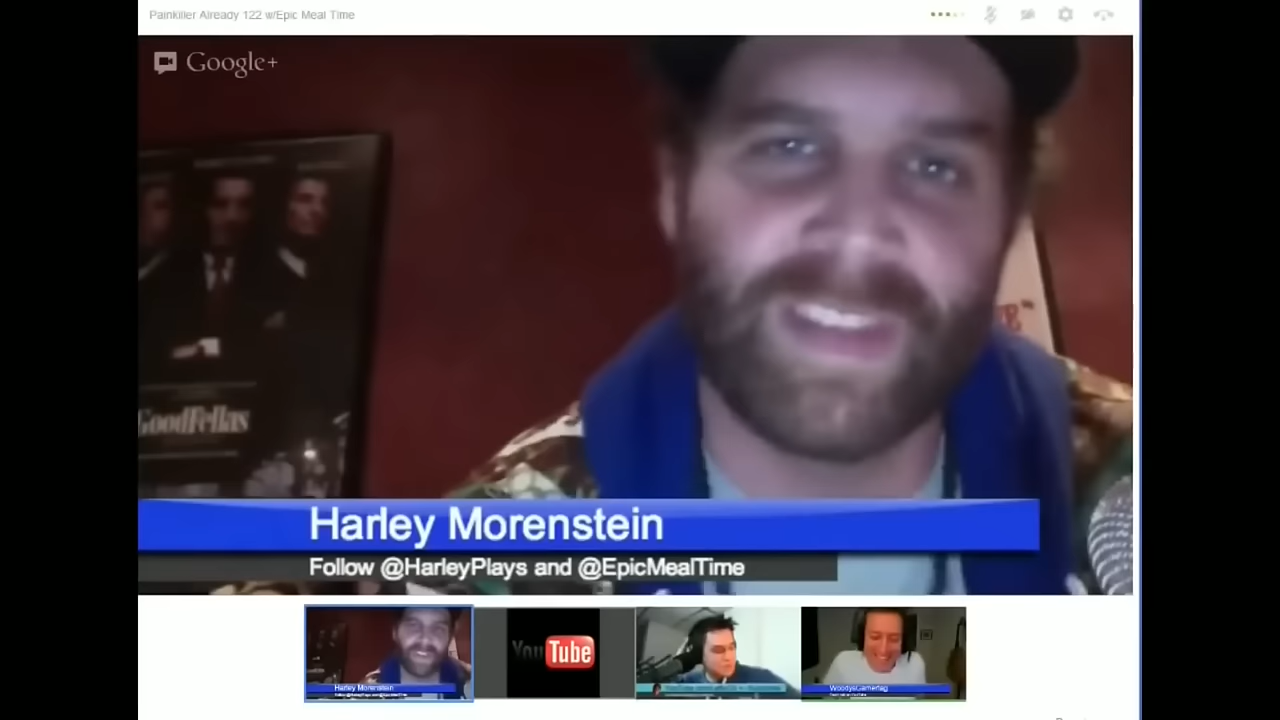 Painkiller Already 122 w/Epic Meal Time
Google+
GoodFellas
Harley Morenstein
Follow @HarleyPlays and @EpicMealTime
YouTube
Harley Morenstein
WoodysGamertag